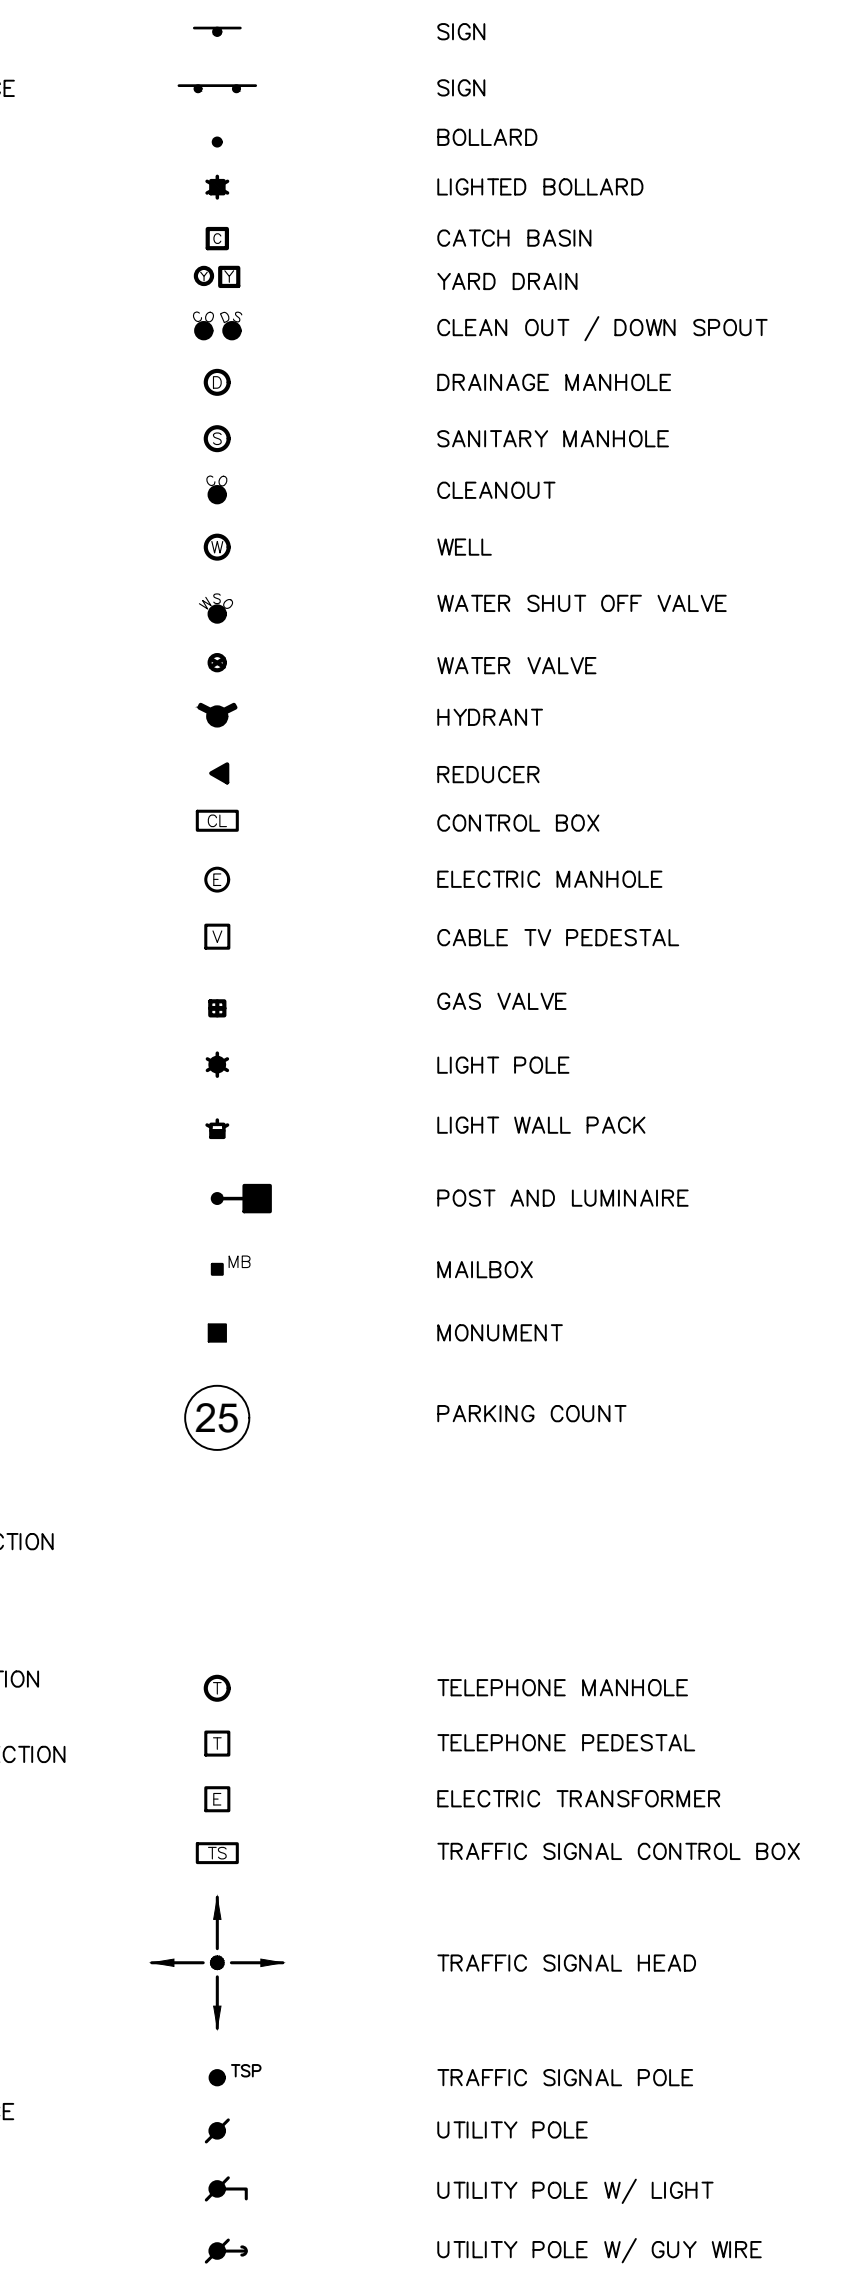 SIGN
CE SIGN
BOLLARD
LIGHTED BOLLARD
C CATCH BASIN
Y Y YARD DRAIN
CO DS CLEAN OUT / DOWN SPOUT
D DRAINAGE MANHOLE
S SANITARY MANHOLE
CO CLEANOUT
W WELL
WSO WATER SHUT OFF VALVE
WATER VALVE
HYDRANT
REDUCER
CL CONTROL BOX
E ELECTRIC MANHOLE
V CABLE TV PEDESTAL
GAS VALVE
LIGHT POLE
LIGHT WALL PACK
POST AND LUMINAIRE
MB MAILBOX
MONUMENT
25 PARKING COUNT
CTION
TION T TELEPHONE MANHOLE
T TELEPHONE PEDESTAL
ECTION
E ELECTRIC TRANSFORMER
TS TRAFFIC SIGNAL CONTROL BOX
TRAFFIC SIGNAL HEAD
TSP TRAFFIC SIGNAL POLE
E
UTILITY POLE
UTILITY POLE W/ LIGHT
UTILITY POLE W/ GUY WIRE